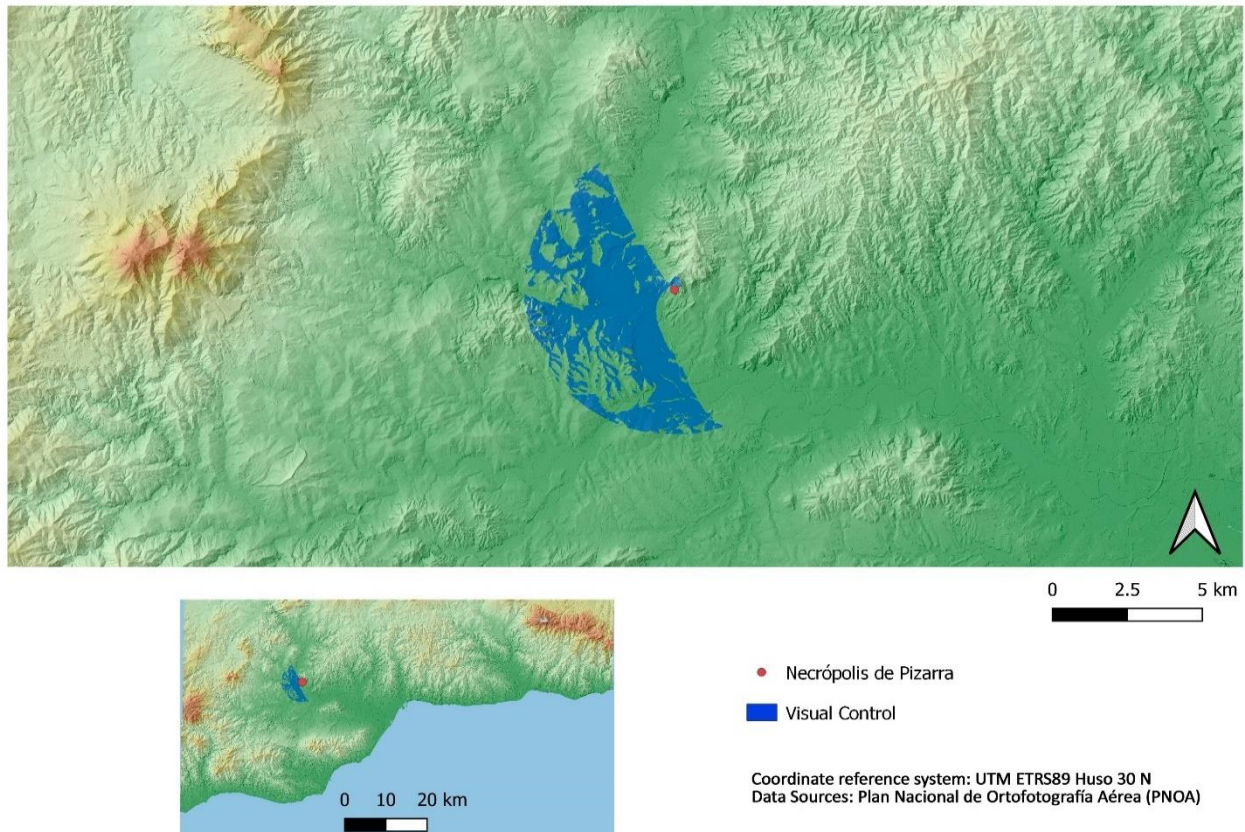 0 2.5 5 km
Necrópolis de Pizarra
Visual Control
0 10 20 km
Coordinate reference system: UTM ETRS89 Huso 30 N
Data Sources: Plan Nacional de Ortofotografía Aérea (PNOA)